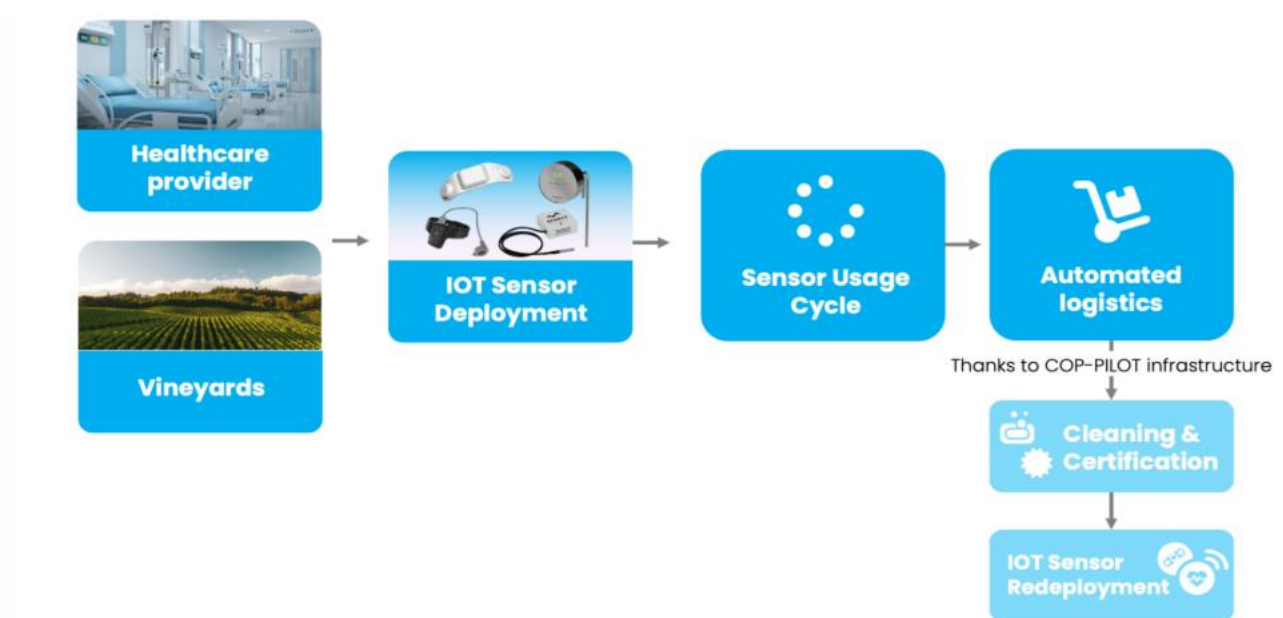 Healthcare
provider
Vineyards
IOT Sensor
Deployment
Sensor Usage
Cycle
Automated
logistics
Thanks to COP-PILOT infrastructure
Cleaning &
Certification
IOT Sensor
Redeployment